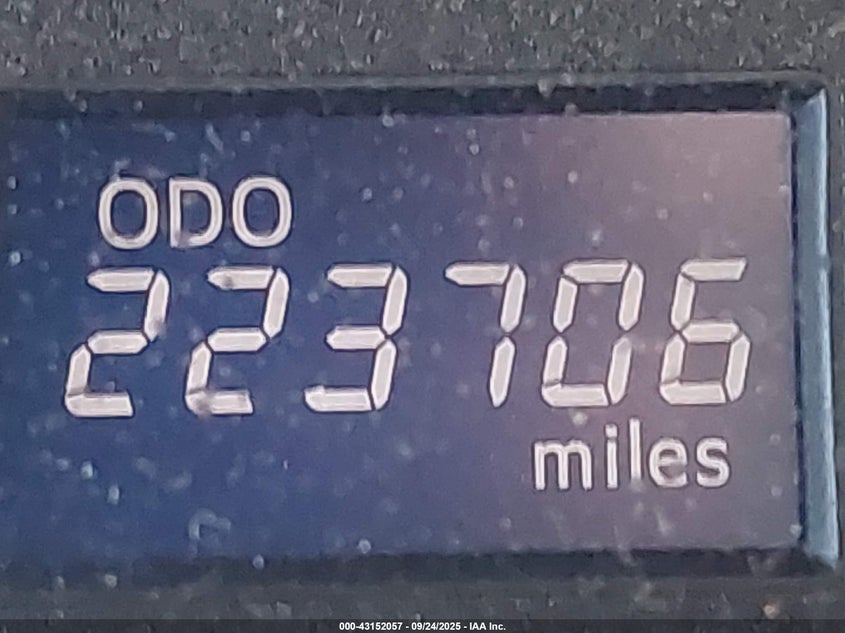 ODO
223706
miles
000-43152057 - 09/24/2025 - IAA Inc.